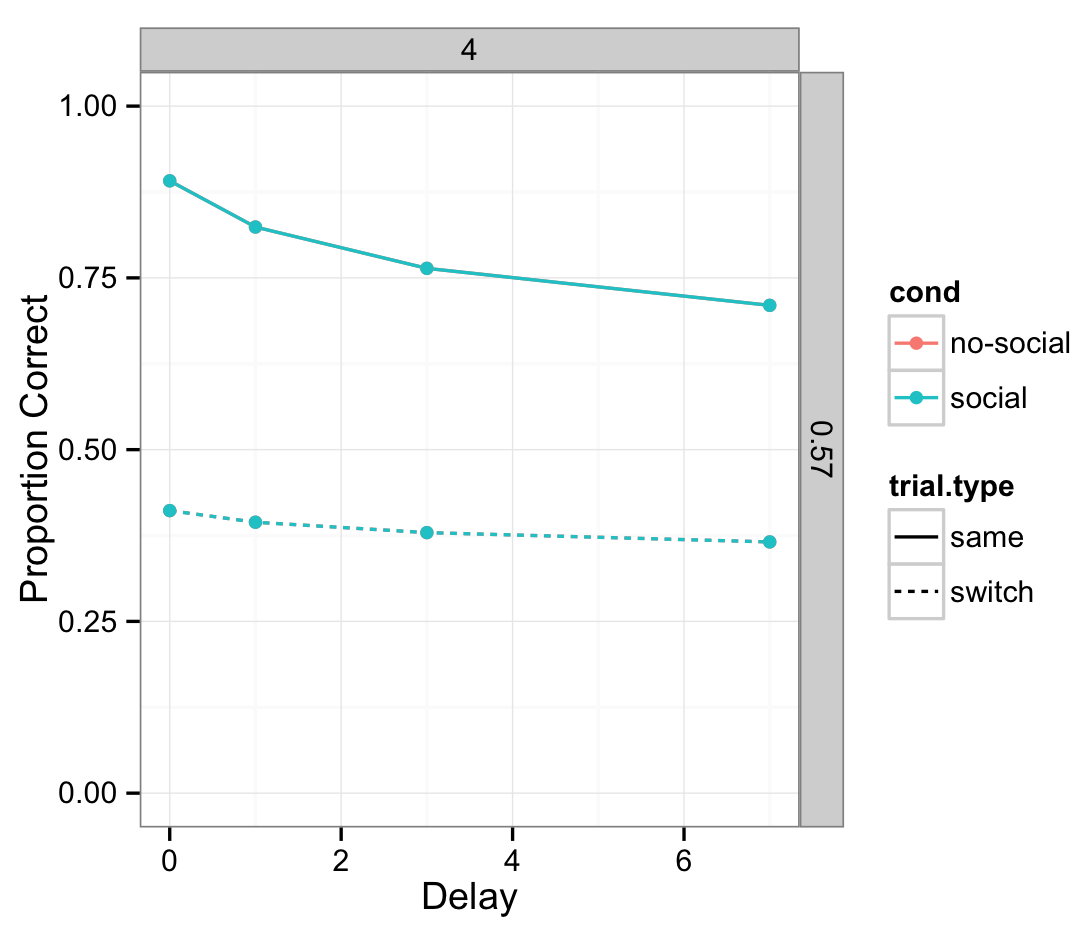 4
1.00
0.75
0.50
0.25
0.00
Proportion Correct
0.57
0 2 4 6
Delay
cond
no-social
social
trial.type
same
switch